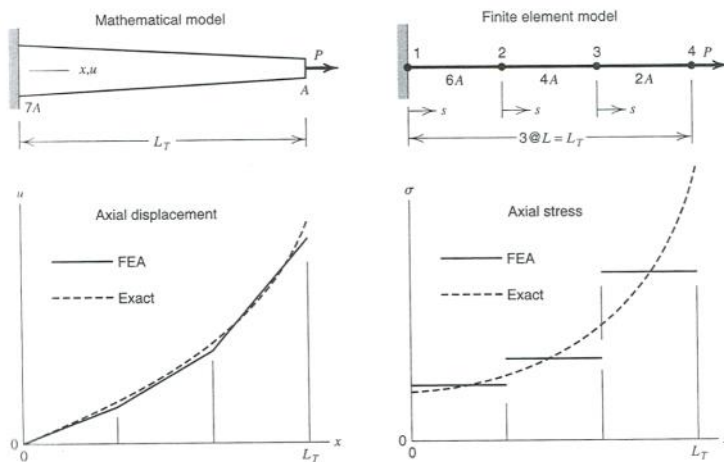 Mathematical model
P
x,u
A
7A
L_T
Finite element model
1 2 3 4 P
6A 4A 2A
s s s
3@L = L_T
u
Axial displacement
FEA
Exact
0
0 L_T x
σ
Axial stress
FEA
Exact
0
0 L_T